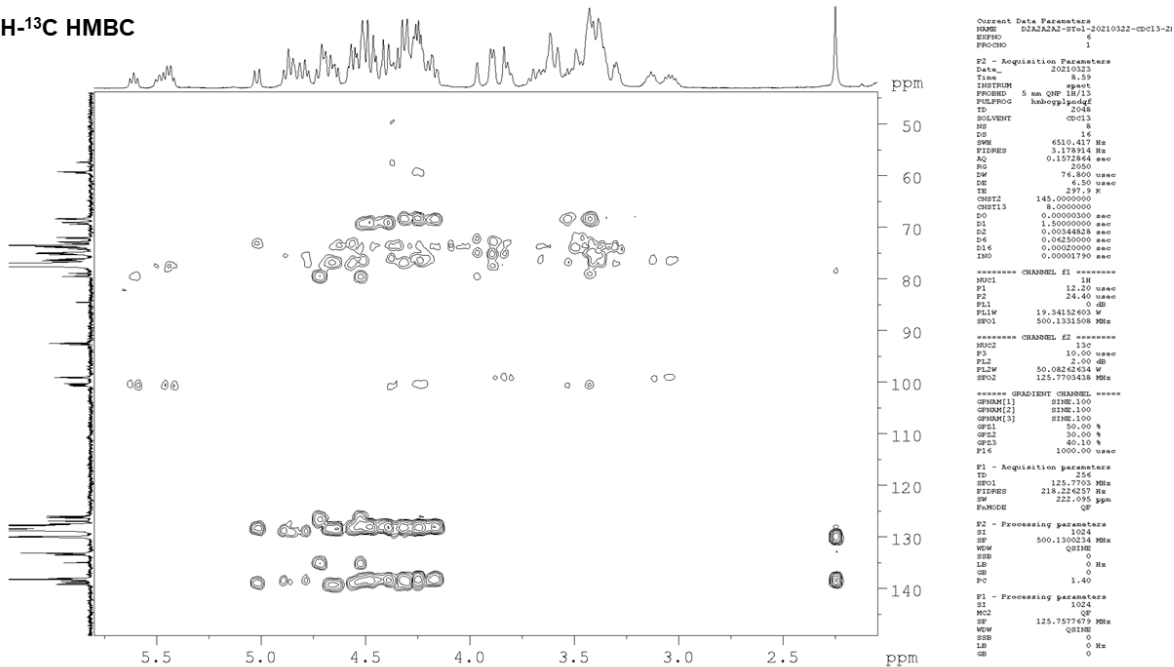 H-¹³C HMBC
ppm
50
60
70
80
90
100
110
120
130
140
5.5 5.0 4.5 4.0 3.5 3.0 2.5 ppm
Current Data Parameters
EXPNO 6
PROCNO 1
F2 - Acquisition Parameters
Date_ 20210323
Time 8.59
INSTRUM spect
PROBHD 5 mm QNP 1H/13
PULPROG hmbcgplpndqf
TD 2048
SOLVENT CDCl3
NS 8
DS 16
SWH 6510.417 Hz
FIDRES 3.178914 Hz
AQ 0.1572864 sec
RG 2050
DW 76.800 usec
DE 6.50 usec
TE 297.9 K
CNST2 145.0000000
CNST13 8.0000000
D0 0.00000300 sec
D1 1.50000000 sec
D2 0.00344828 sec
D6 0.06250000 sec
D16 0.00020000 sec
IN0 0.00001790 sec
======== CHANNEL f1 ========
NUC1 1H
P1 12.20 usec
P2 24.40 usec
PL1 0 dB
PL1W 19.34152603 W
SFO1 500.1331508 MHz
======== CHANNEL f2 ========
NUC2 13C
P3 10.00 usec
PL2 2.00 dB
PL2W 50.08262634 W
SFO2 125.7703438 MHz
====== GRADIENT CHANNEL =====
GPNAM[1] SINE.100
GPNAM[2] SINE.100
GPNAM[3] SINE.100
GPZ1 50.00 %
GPZ2 30.00 %
GPZ3 40.10 %
P16 1000.00 usec
F1 - Acquisition parameters
TD 256
SFO1 125.7703 MHz
FIDRES 218.226257 Hz
SW 222.095 ppm
FnMODE QF
F2 - Processing parameters
SI 1024
SF 500.1300234 MHz
WDW QSINE
SSB 0
LB 0 Hz
GB 0
PC 1.40
F1 - Processing parameters
SI 1024
MC2 QF
SF 125.7577679 MHz
WDW QSINE
SSB 0
LB 0 Hz
GB 0